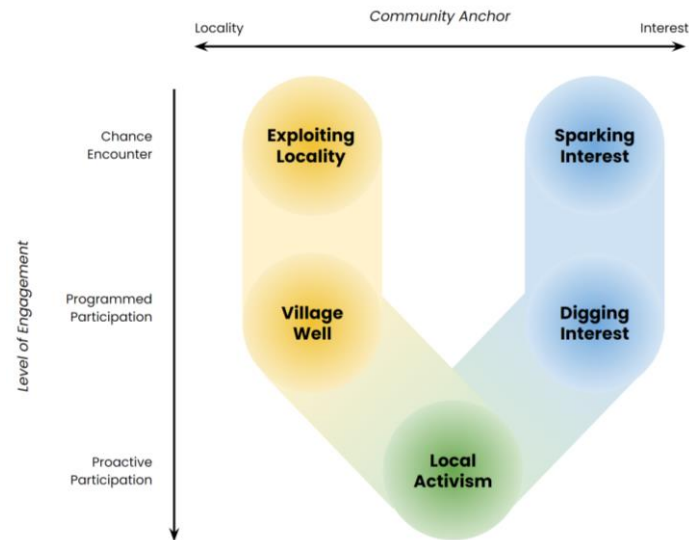 Community Anchor
Locality
Interest
Chance
Encounter
Exploiting
Locality
Sparking
Interest
Level of Engagement
Programmed
Participation
Village
Well
Digging
Interest
Proactive
Participation
Local
Activism